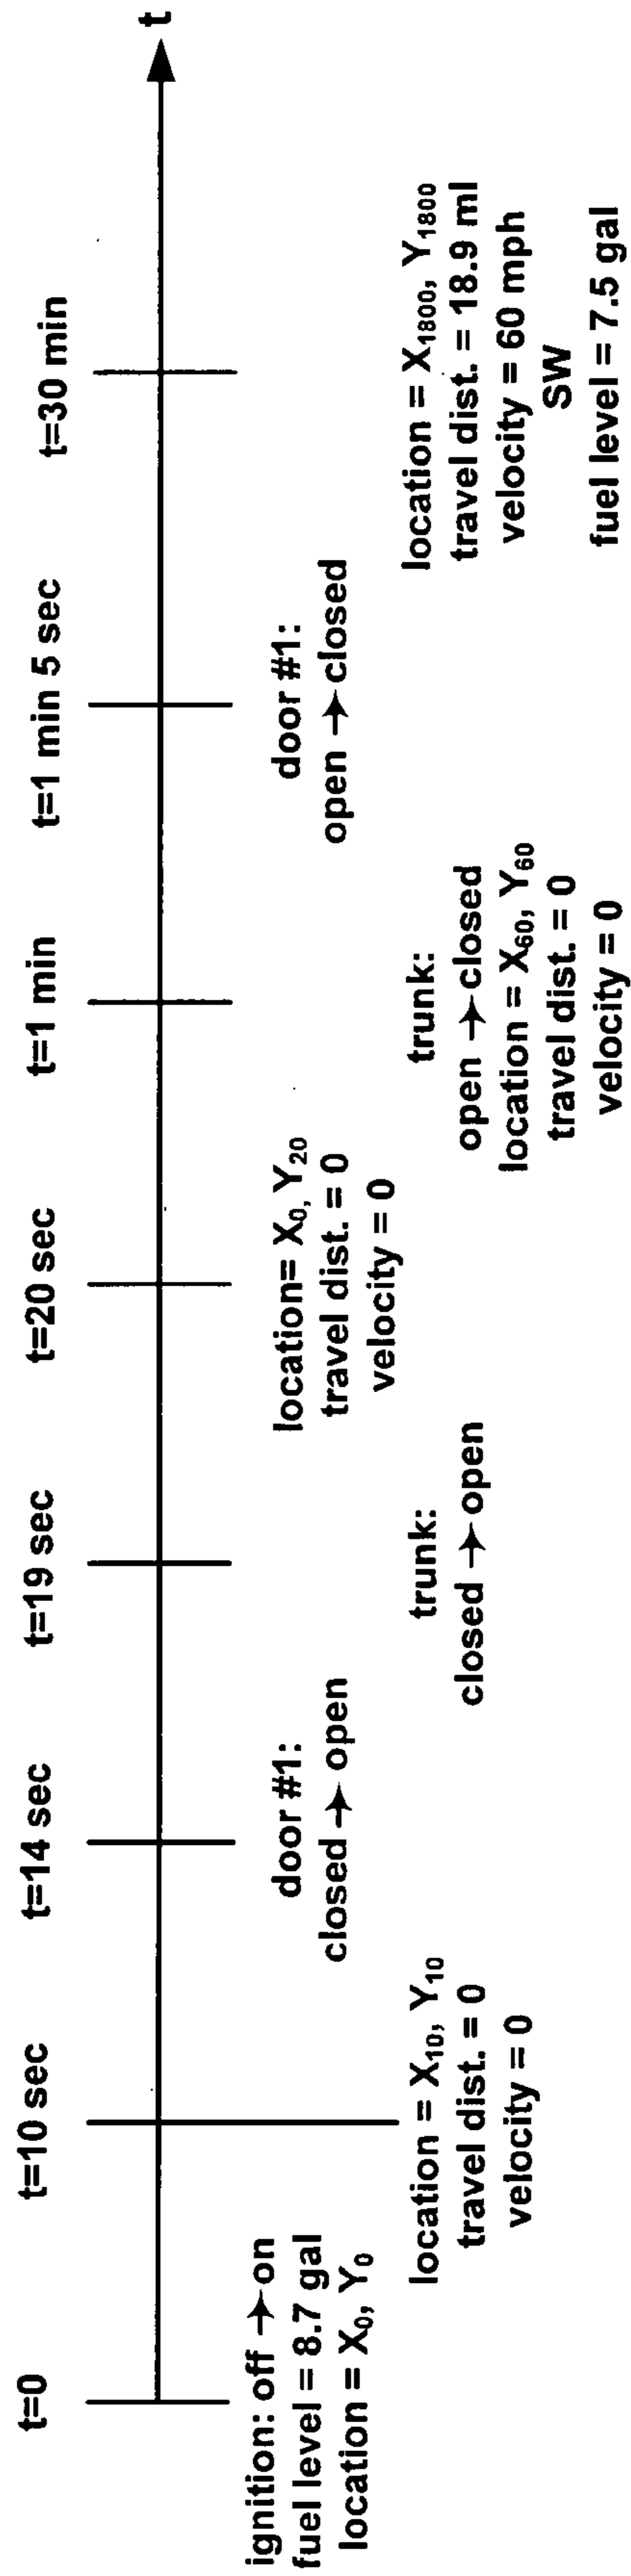 t=0
t=10 sec
t=14 sec
t=19 sec
t=20 sec
t=1 min
t=1 min 5 sec
t=30 min
t
ignition: off → on
fuel level = 8.7 gal
location = X₀, Y₀
location = X₁₀, Y₁₀
travel dist. = 0
velocity = 0
door #1:
closed → open
trunk:
closed → open
location= X₀, Y₂₀
travel dist. = 0
velocity = 0
trunk:
open → closed
location = X₆₀, Y₆₀
travel dist. = 0
velocity = 0
door #1:
open → closed
location = X₁₈₀₀, Y₁₈₀₀
travel dist. = 18.9 ml
velocity = 60 mph
SW
fuel level = 7.5 gal